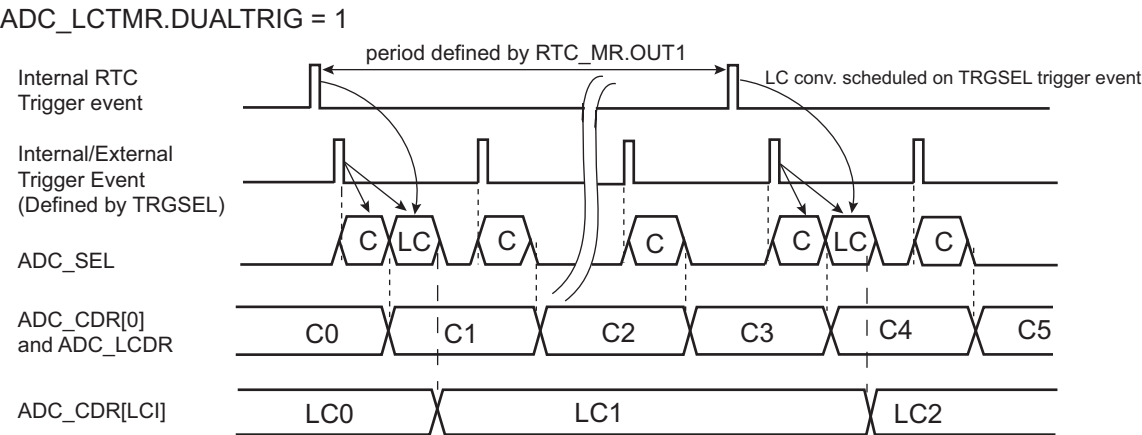 ADC_LCTMR.DUALTRIG = 1
period defined by RTC_MR.OUT1
Internal RTC
Trigger event
LC conv. scheduled on TRGSEL trigger event
Internal/External
Trigger Event
(Defined by TRGSEL)
ADC_SEL
C LC C C C LC C
ADC_CDR[0]
and ADC_LCDR
C0 C1 C2 C3 C4 C5
ADC_CDR[LCI]
LC0 LC1 LC2